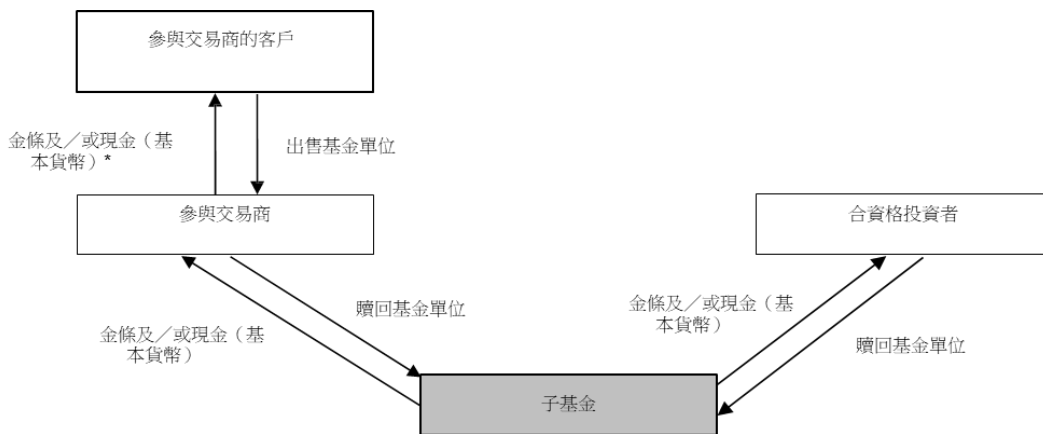 參與交易商的客戶
金條及／或現金（基
本貨幣）*
出售基金單位
參與交易商
合資格投資者
贖回基金單位
金條及／或現金（基
本貨幣）
金條及／或現金（基
本貨幣）
贖回基金單位
子基金